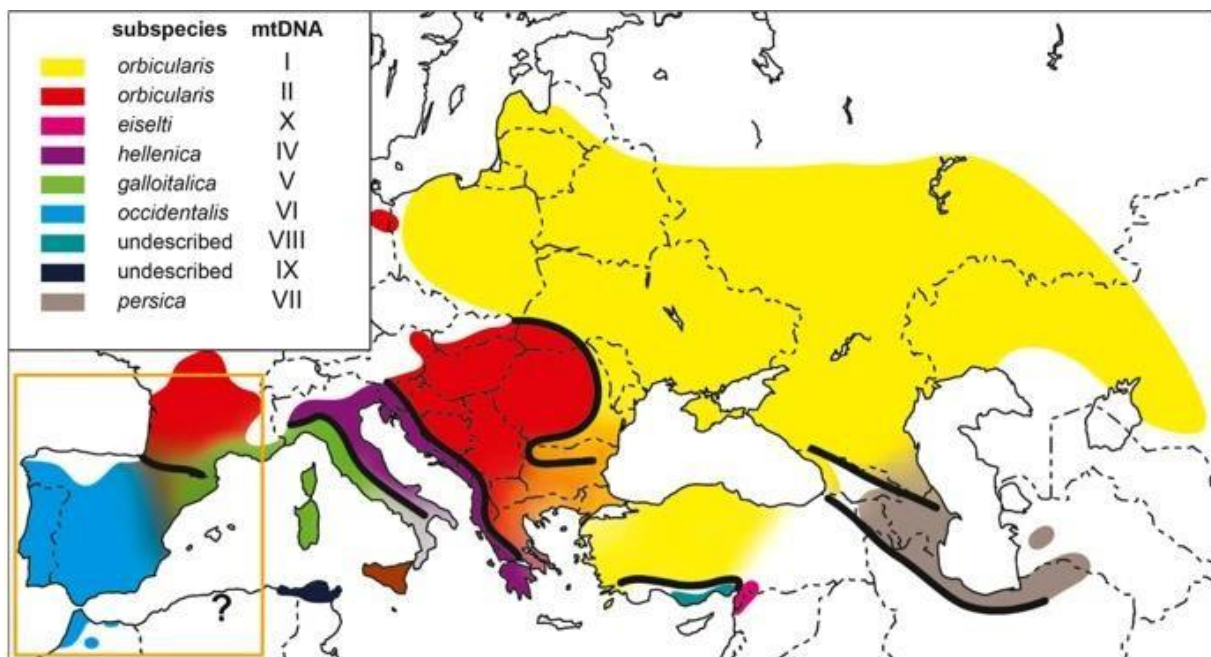 subspecies mtDNA
orbicularis I
orbicularis II
eiselti X
hellenica IV
galloitalica V
occidentalis VI
undescribed VIII
undescribed IX
persica VII
?